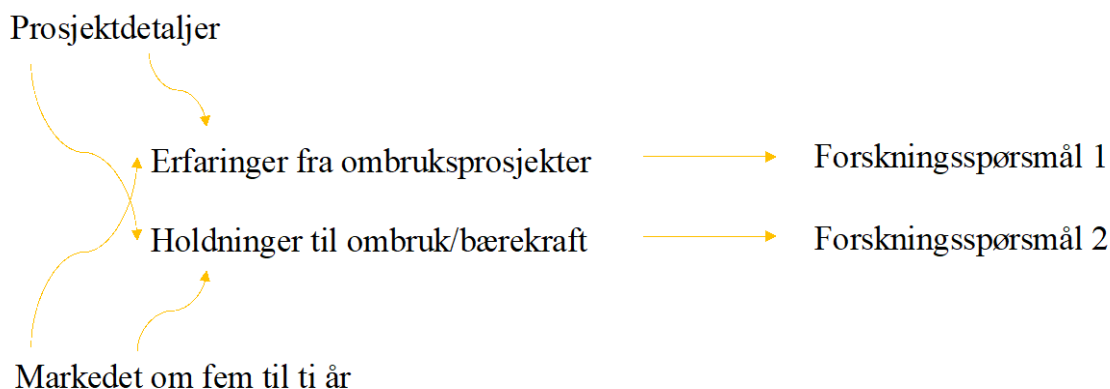 Prosjektdetaljer
Erfaringer fra ombruksprosjekter
Forskningsspørsmål 1
Holdninger til ombruk/bærekraft
Forskningsspørsmål 2
Markedet om fem til ti år